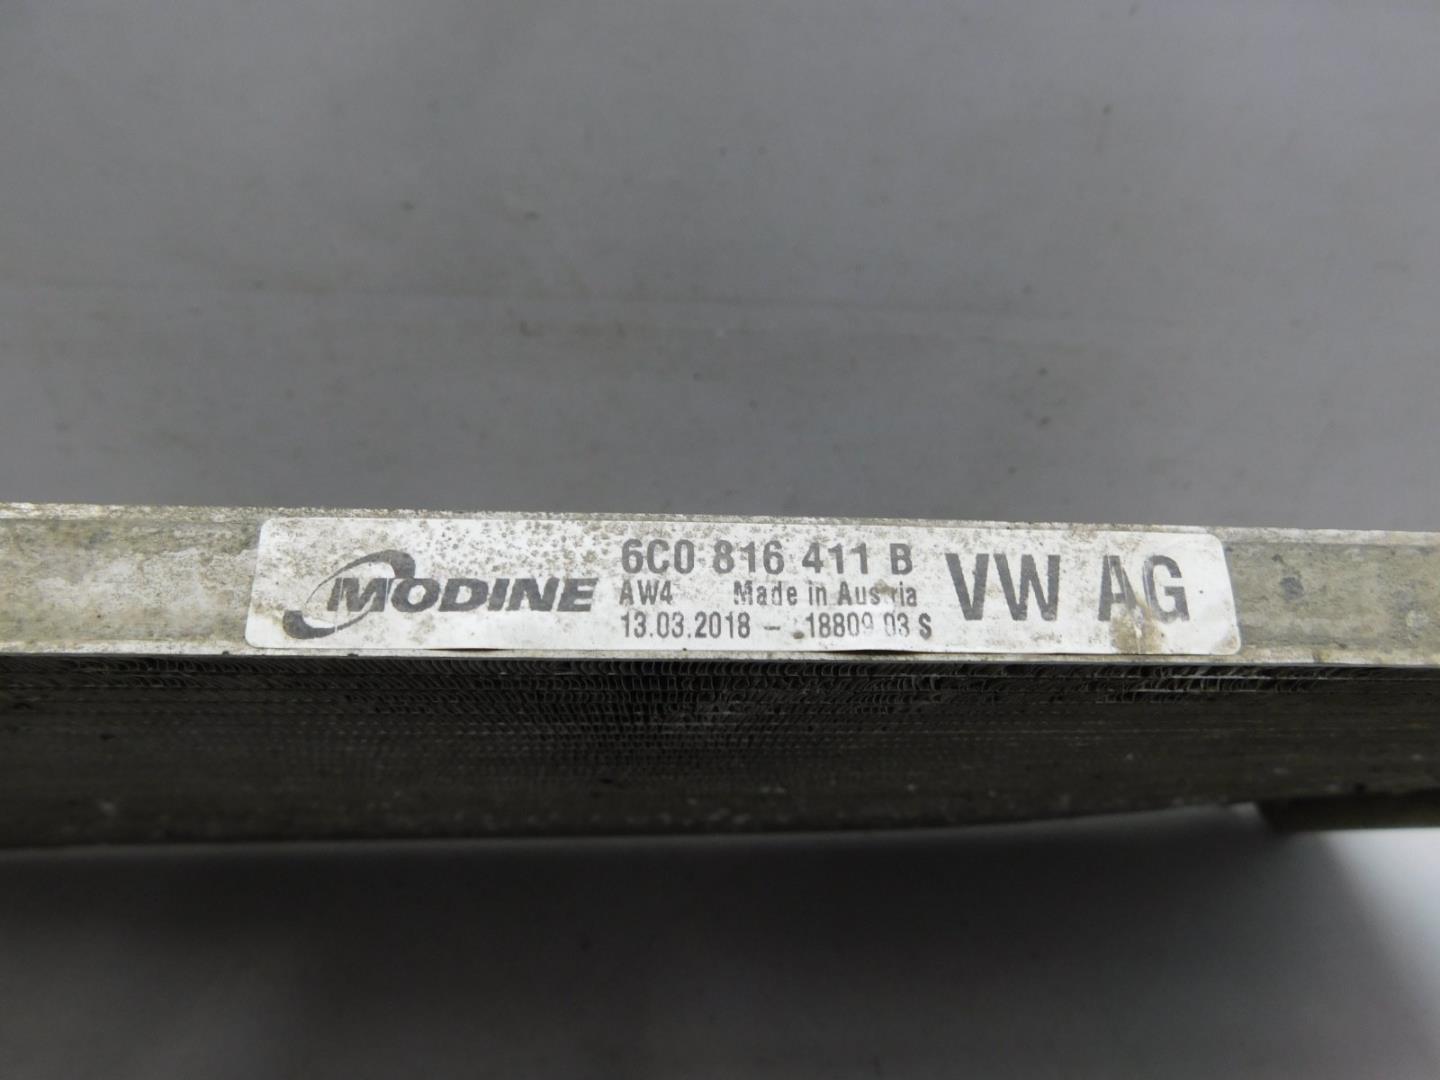 MODINE
6C0 816 411 B
AW4 Made in Austria
13.03.2018 - 18809 03 S
VW AG